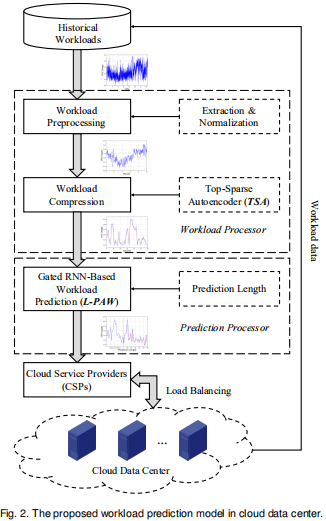 Historical
Workloads
Workload
Preprocessing
Extraction &
Normalization
Workload
Compression
Top-Sparse
Autoencoder (TSA)
Workload Processor
Gated RNN-Based
Workload
Prediction (L-PAW)
Prediction Length
Prediction Processor
Workload data
Cloud Service Providers
(CSPs)
Load Balancing
...
Cloud Data Center
Fig. 2. The proposed workload prediction model in cloud data center.